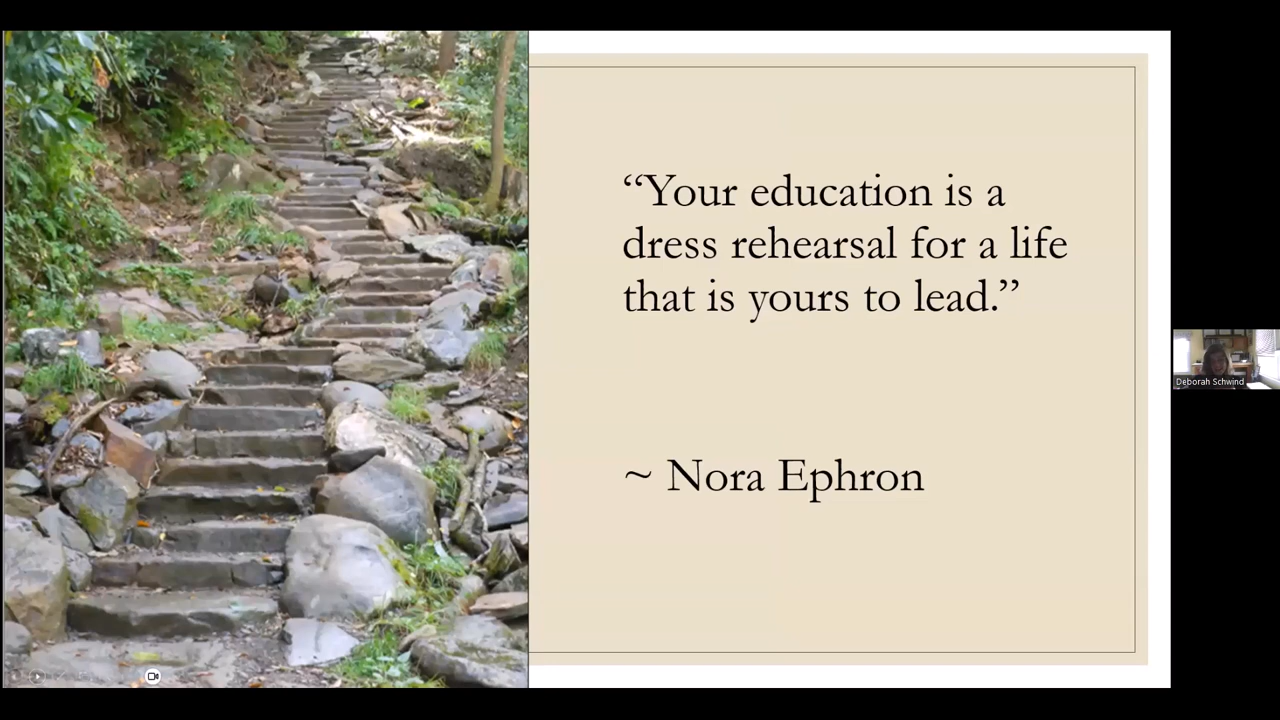 “Your education is a
dress rehearsal for a life
that is yours to lead.”
~ Nora Ephron
Deborah Schwind